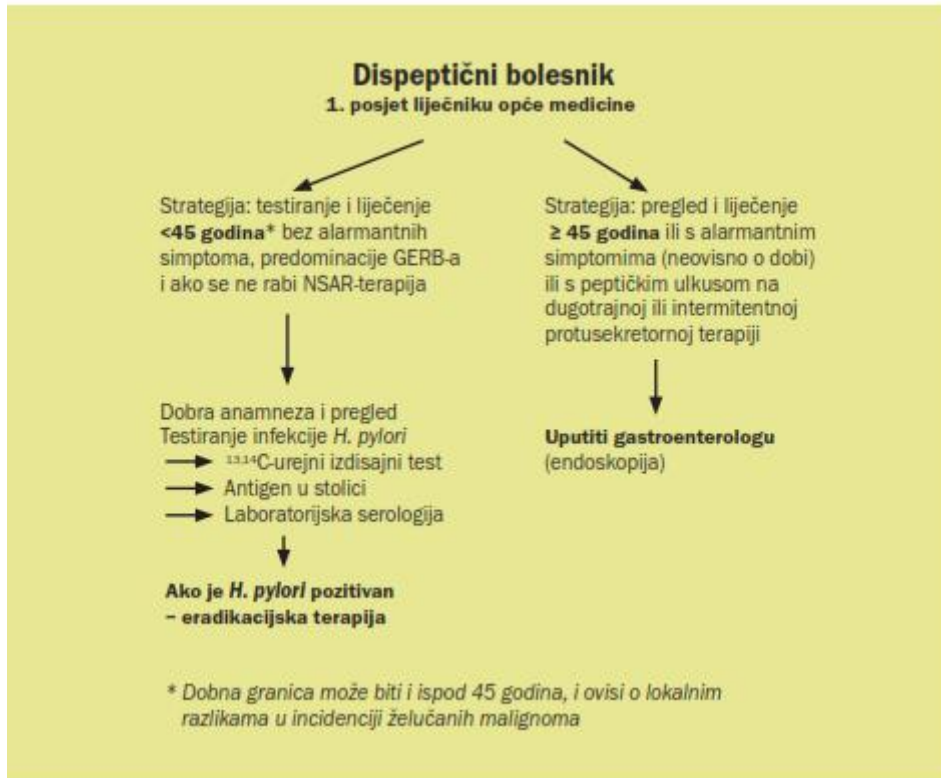 Dispeptični bolesnik
1. posjet liječniku opće medicine
Strategija: testiranje i liječenje
<45 godina* bez alarmantnih
simptoma, predominacije GERB-a
i ako se ne rabi NSAR-terapija
Dobra anamneza i pregled
Testiranje infekcije H. pylori
13,14C-urejni izdisajni test
Antigen u stolici
Laboratorijska serologija
Ako je H. pylori pozitivan
– eradikacijska terapija
Strategija: pregled i liječenje
≥ 45 godina ili s alarmantnim
simptomima (neovisno o dobi)
ili s peptičkim ulkusom na
dugotrajnoj ili intermitentnoj
protusekretornoj terapiji
Uputiti gastroenterologu
(endoskopija)
* Dobna granica može biti i ispod 45 godina, i ovisi o lokalnim
razlikama u incidenciji želučanih malignoma